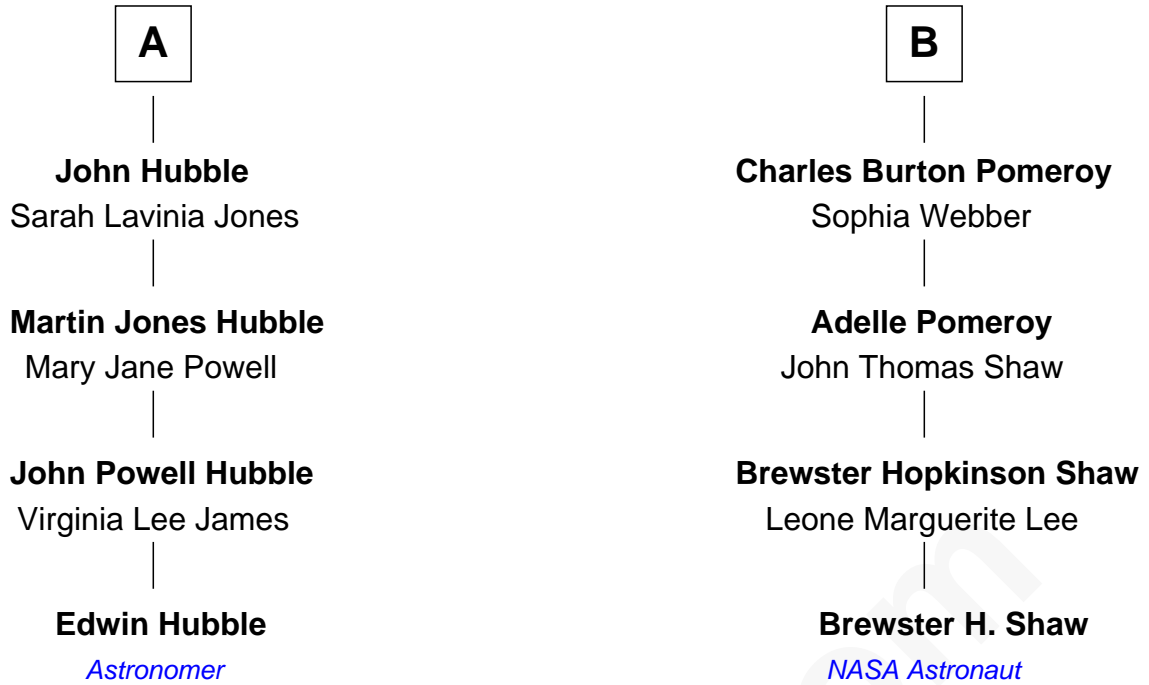 A
John Hubble
Sarah Lavinia Jones
Martin Jones Hubble
Mary Jane Powell
John Powell Hubble
Virginia Lee James
Edwin Hubble
Astronomer
B
Charles Burton Pomeroy
Sophia Webber
Adelle Pomeroy
John Thomas Shaw
Brewster Hopkinson Shaw
Leone Marguerite Lee
Brewster H. Shaw
NASA Astronaut